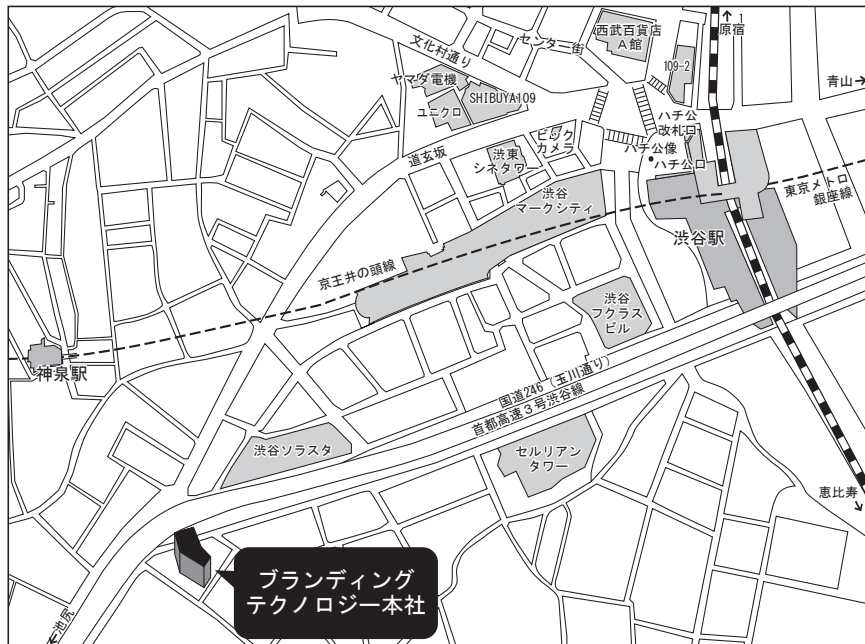 西武百貨店
A館
↑
原宿
センター街
文化村通り
109-2
青山→
ヤマダ電機
SHIBUYA109
ユニクロ
ハチ公
改札口
ビック
カメラ
ハチ公像
ハチ公口
道玄坂
渋東
シネタワー
渋谷
マークシティ
東京メトロ
銀座線
渋谷駅
京王井の頭線
渋谷
フクラス
ビル
神泉駅
国道246(玉川通り)
首都高速3号渋谷線
渋谷ソラスタ
セルリアン
タワー
恵比寿
↓
ブランディング
テクノロジー本社
←池尻